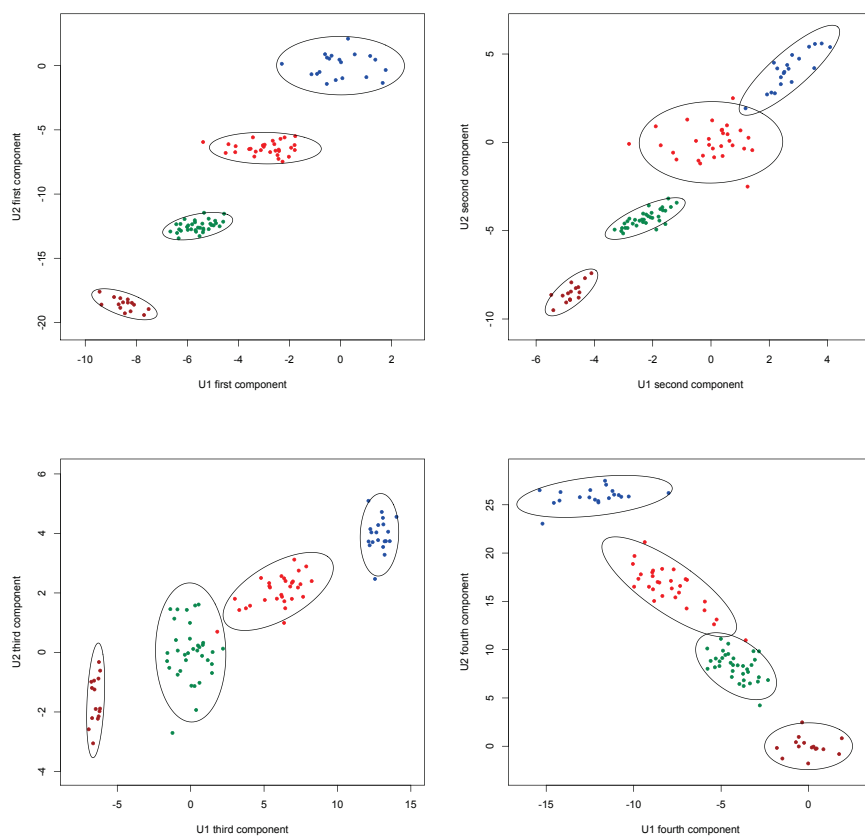 0
-5
-10
-15
-20
U2 first component
-10 -8 -6 -4 -2 0 2
U1 first component
5
0
-5
-10
U2 second component
-6 -4 -2 0 2 4
U1 second component
6
4
2
0
-2
-4
U2 third component
-5 0 5 10 15
U1 third component
25
20
15
10
5
0
U2 fourth component
-15 -10 -5 0
U1 fourth component